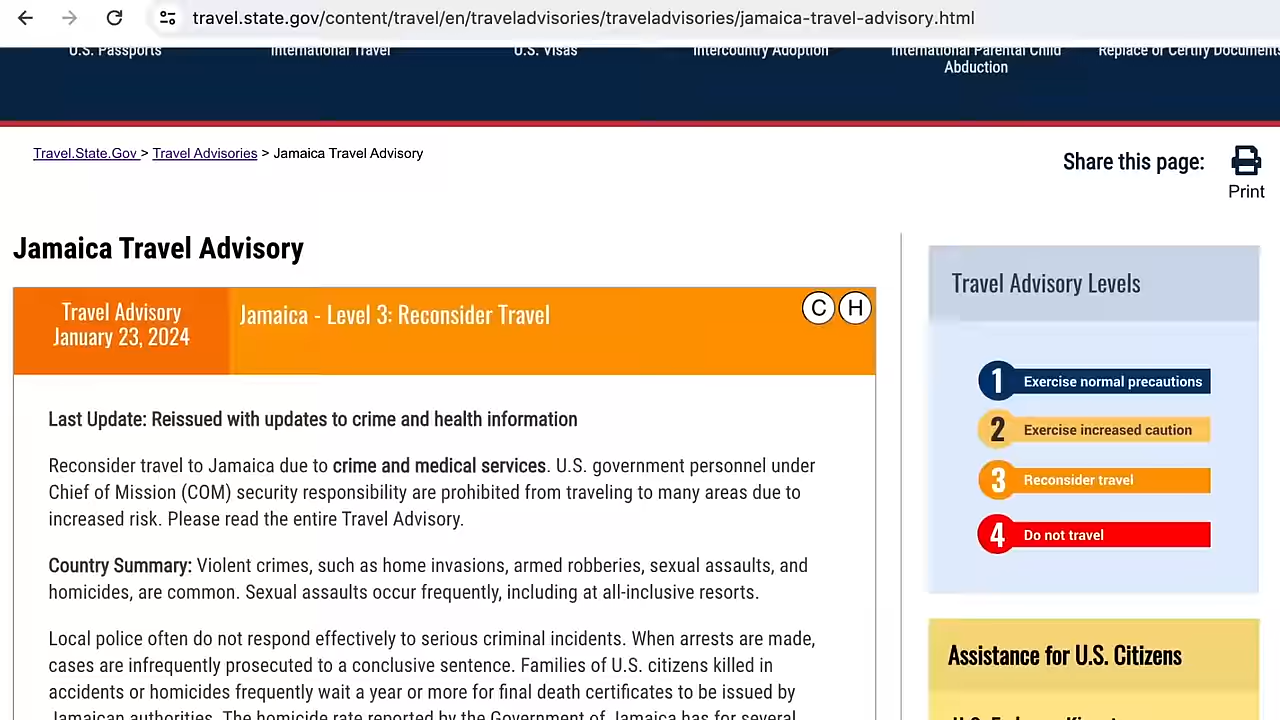 travel.state.gov/content/travel/en/traveladvisories/traveladvisories/jamaica-travel-advisory.html
U.S. Passports
International Travel
U.S. Visas
Intercountry Adoption
International Parental Child
Abduction
Replace or Certify Documents
Travel.State.Gov > Travel Advisories > Jamaica Travel Advisory
Share this page:
Print
Jamaica Travel Advisory
Travel Advisory
January 23, 2024
Jamaica - Level 3: Reconsider Travel
C H
Last Update: Reissued with updates to crime and health information
Reconsider travel to Jamaica due to crime and medical services. U.S. government personnel under
Chief of Mission (COM) security responsibility are prohibited from traveling to many areas due to
increased risk. Please read the entire Travel Advisory.
Country Summary: Violent crimes, such as home invasions, armed robberies, sexual assaults, and
homicides, are common. Sexual assaults occur frequently, including at all-inclusive resorts.
Local police often do not respond effectively to serious criminal incidents. When arrests are made,
cases are infrequently prosecuted to a conclusive sentence. Families of U.S. citizens killed in
accidents or homicides frequently wait a year or more for final death certificates to be issued by
Jamaican authorities. The homicide rate reported by the Government of Jamaica has for several
Travel Advisory Levels
1 Exercise normal precautions
2 Exercise increased caution
3 Reconsider travel
4 Do not travel
Assistance for U.S. Citizens
U.S. Embassy Kingston